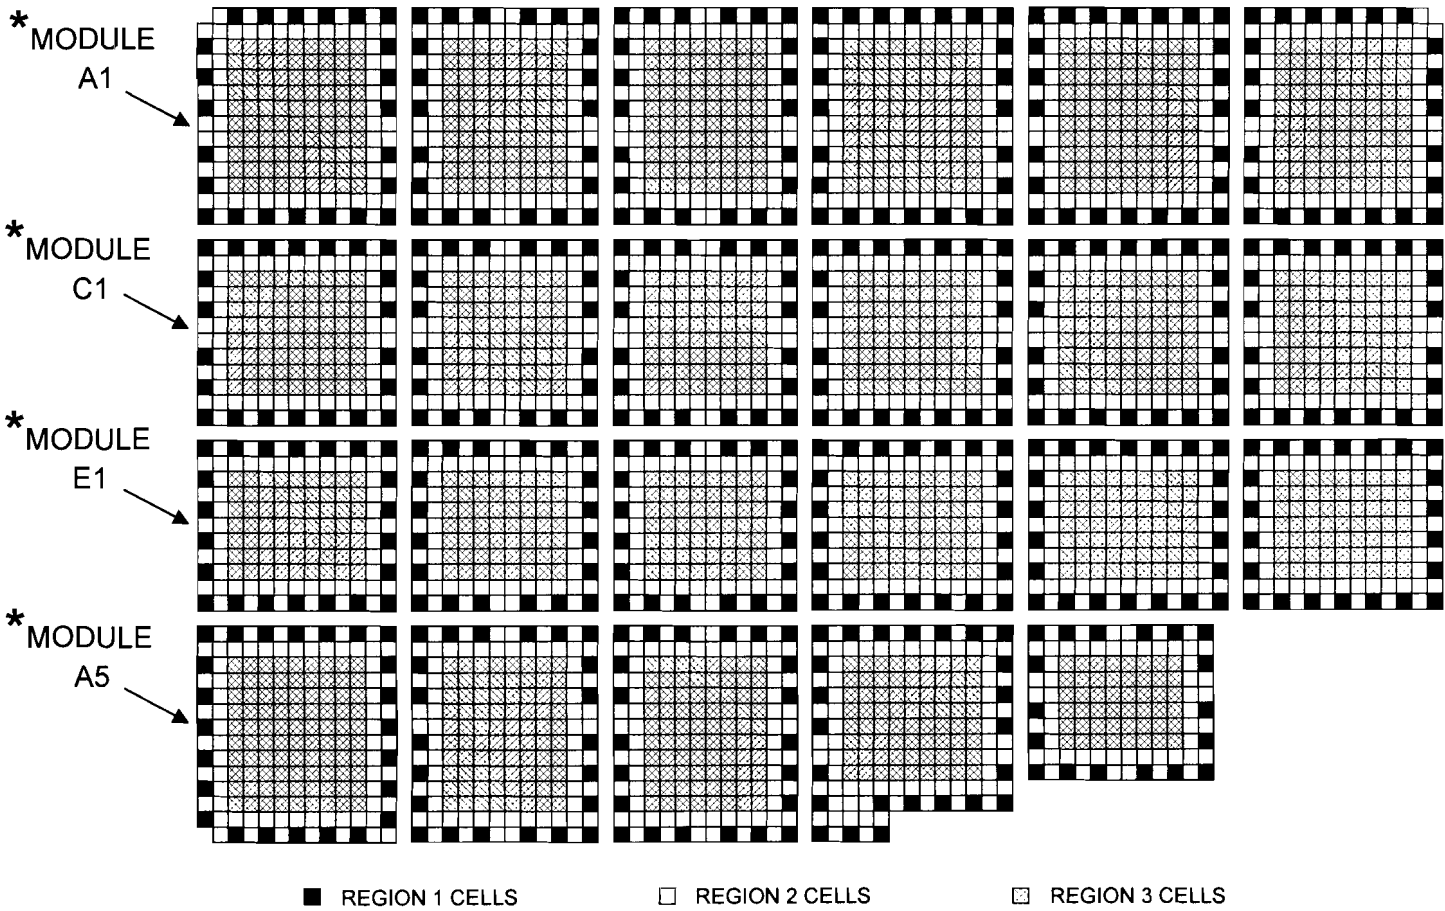 *MODULE
A1
*MODULE
C1
*MODULE
E1
*MODULE
A5
REGION 1 CELLS
REGION 2 CELLS
REGION 3 CELLS